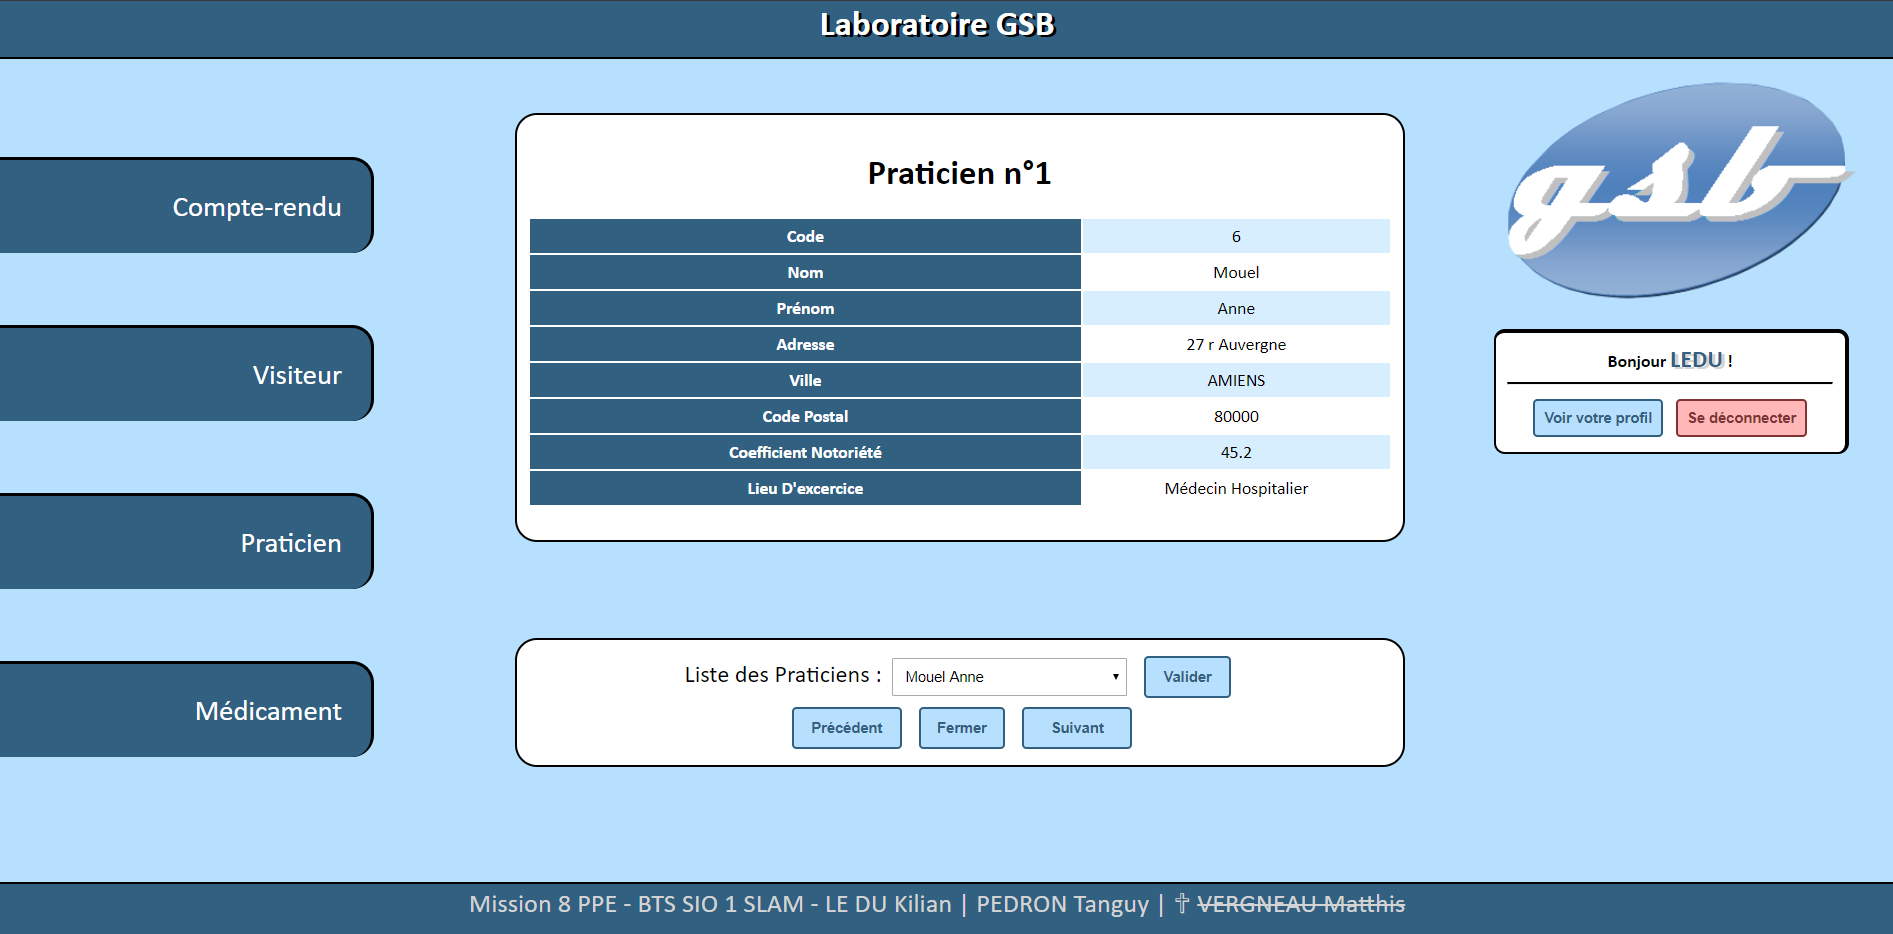 Laboratoire GSB
Compte-rendu
Visiteur
Praticien
Médicament
Praticien n°1
Code 6
Nom Mouel
Prénom Anne
Adresse 27 r Auvergne
Ville AMIENS
Code Postal 80000
Coefficient Notoriété 45.2
Lieu D'excercice Médecin Hospitalier
Liste des Praticiens : Mouel Anne Valider
Précédent Fermer Suivant
gsb
Bonjour LEDU !
Voir votre profil Se déconnecter
Mission 8 PPE - BTS SIO 1 SLAM - LE DU Kilian | PEDRON Tanguy | ✝ VERGNEAU Matthis